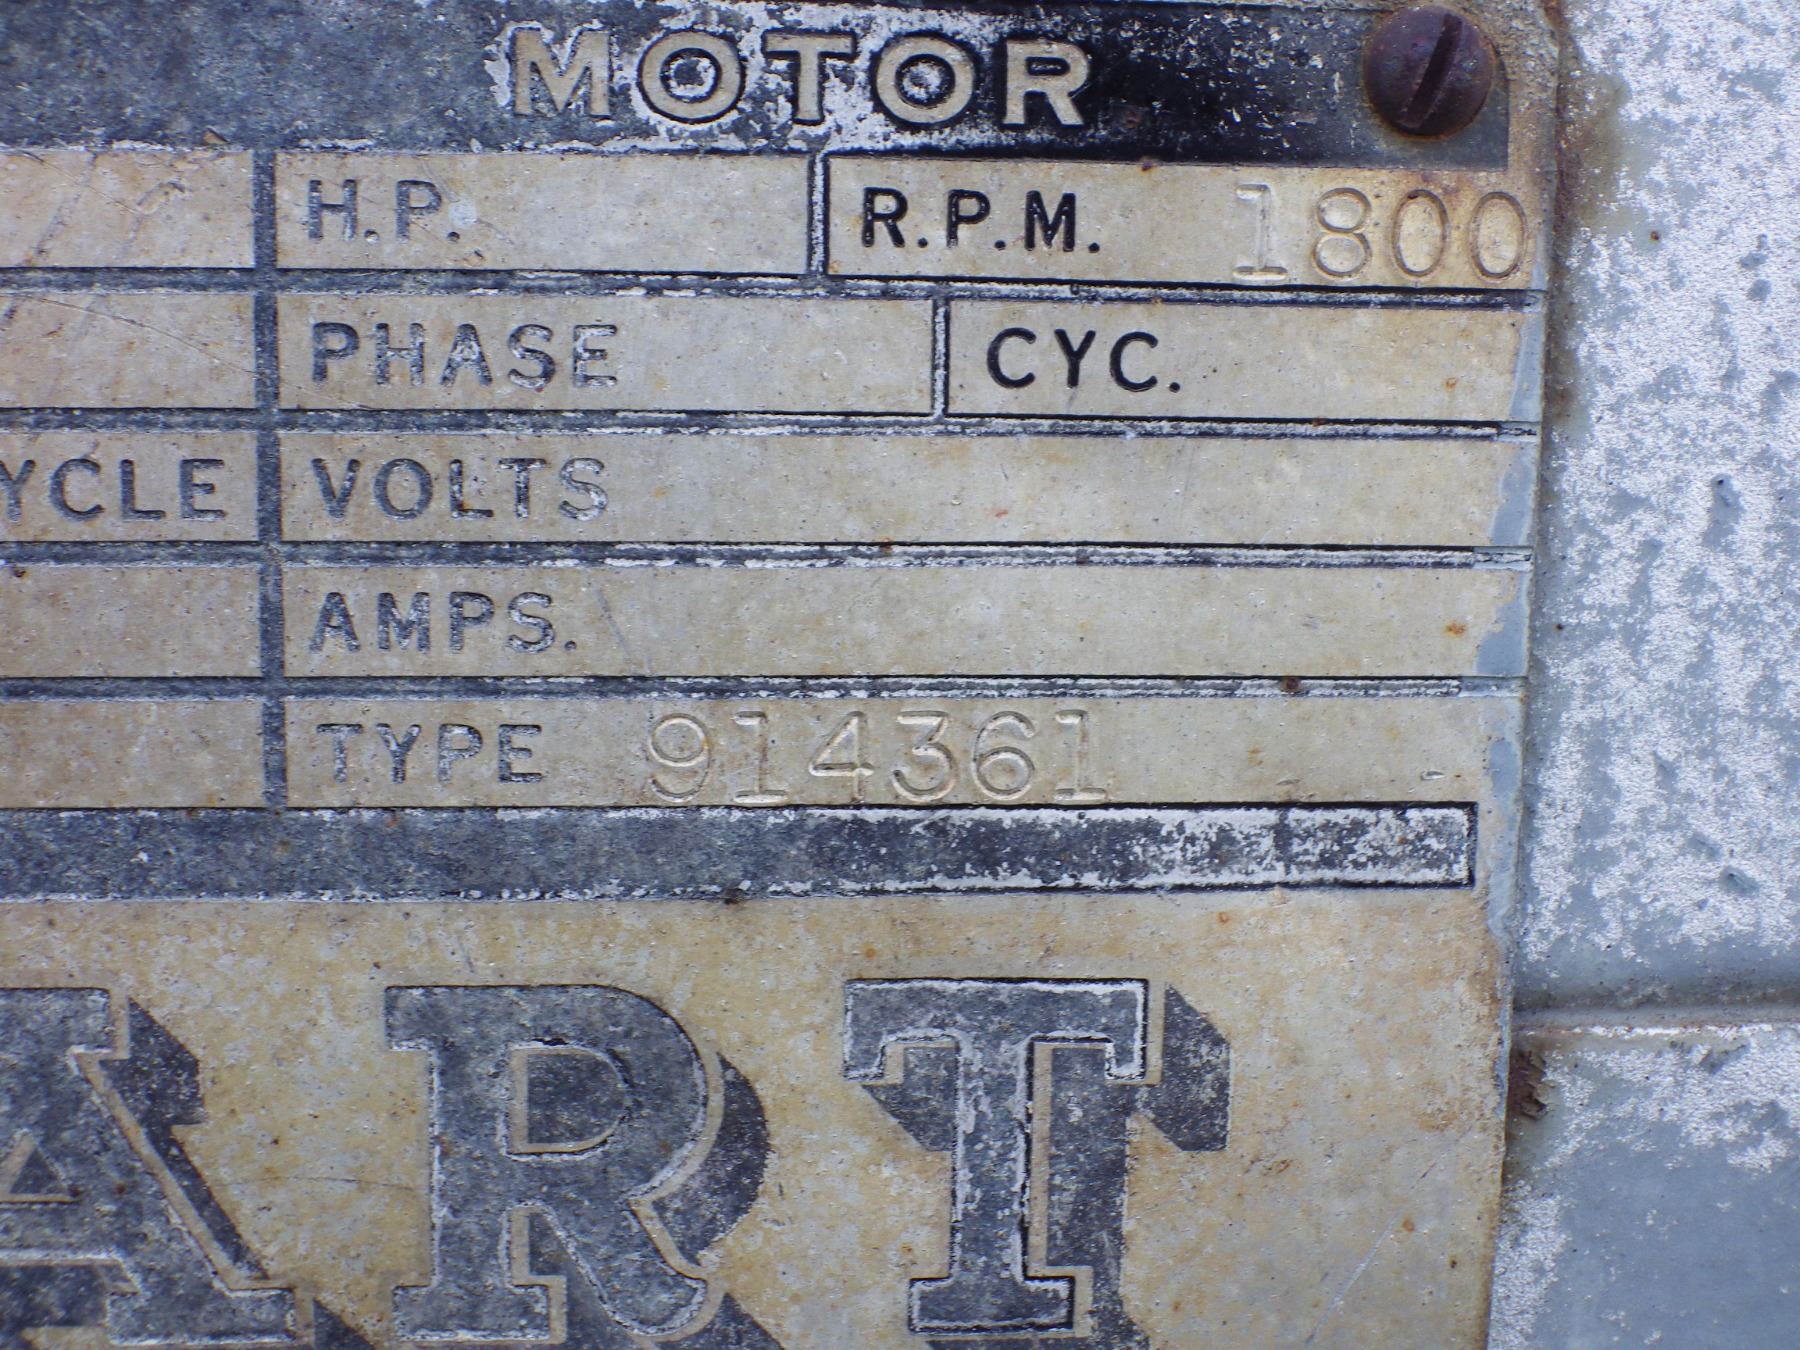 MOTOR
H.P. R.P.M. 1800
PHASE CYC.
YCLE VOLTS
AMPS.
TYPE 914361
ART